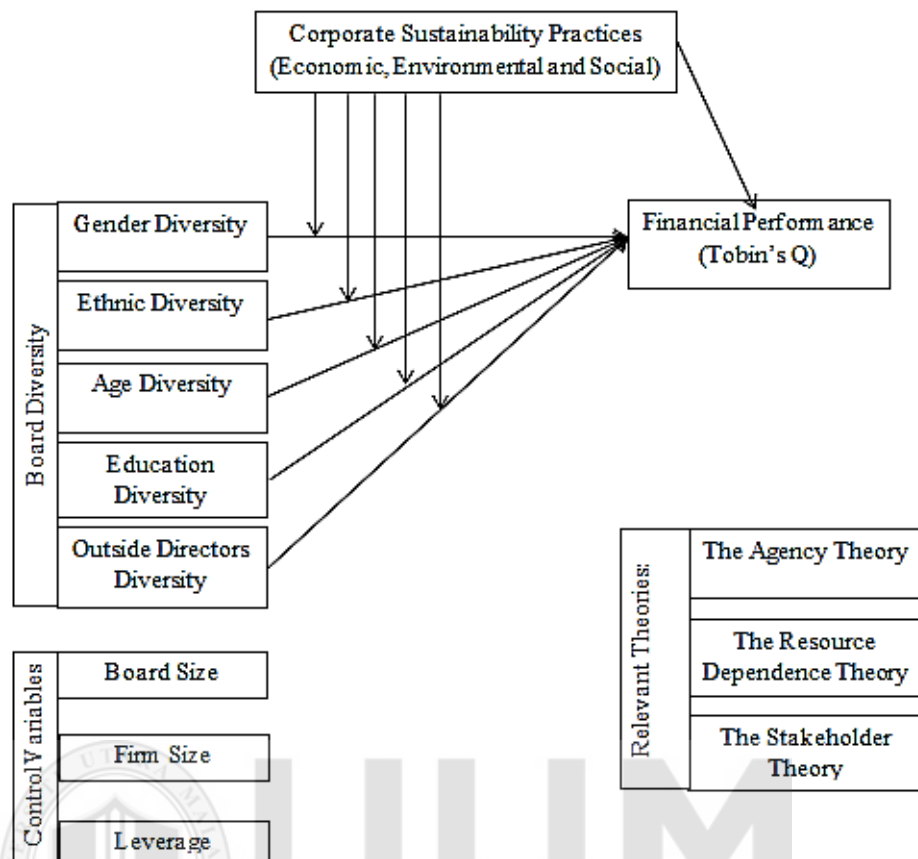 Corporate Sustainability Practices
(Economic, Environmental and Social)
Board Diversity
Gender Diversity
Ethnic Diversity
Age Diversity
Education
Diversity
Outside Directors
Diversity
Financial Performance
(Tobin's Q)
Relevant Theories:
The Agency Theory
The Resource
Dependence Theory
The Stakeholder
Theory
Control Variables
Board Size
Firm Size
Leverage
UUM